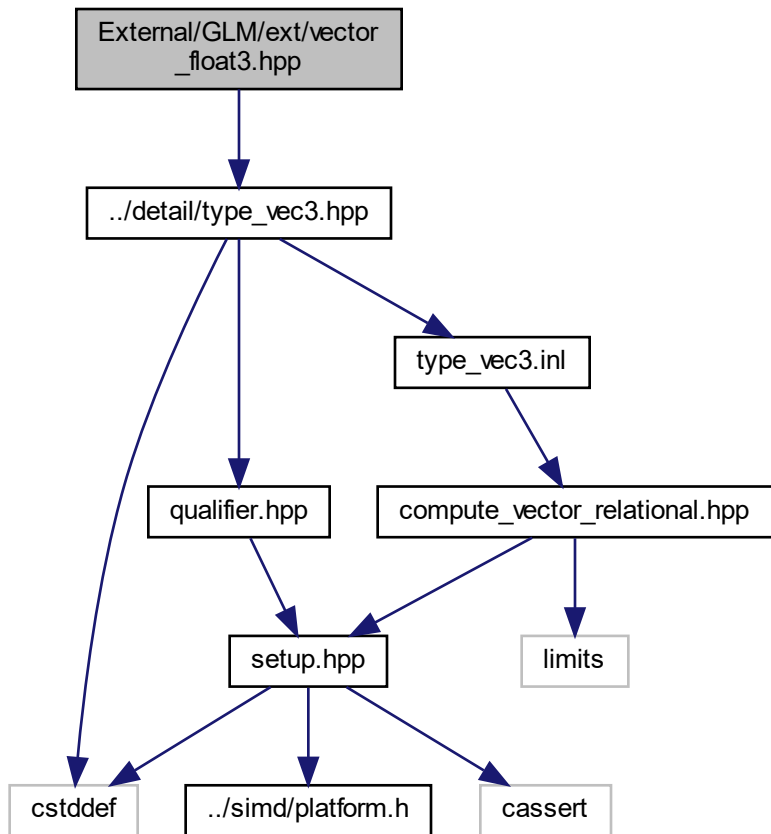 External/GLM/ext/vector
_float3.hpp
../detail/type_vec3.hpp
type_vec3.inl
qualifier.hpp
compute_vector_relational.hpp
setup.hpp
limits
cstddef
../simd/platform.h
cassert